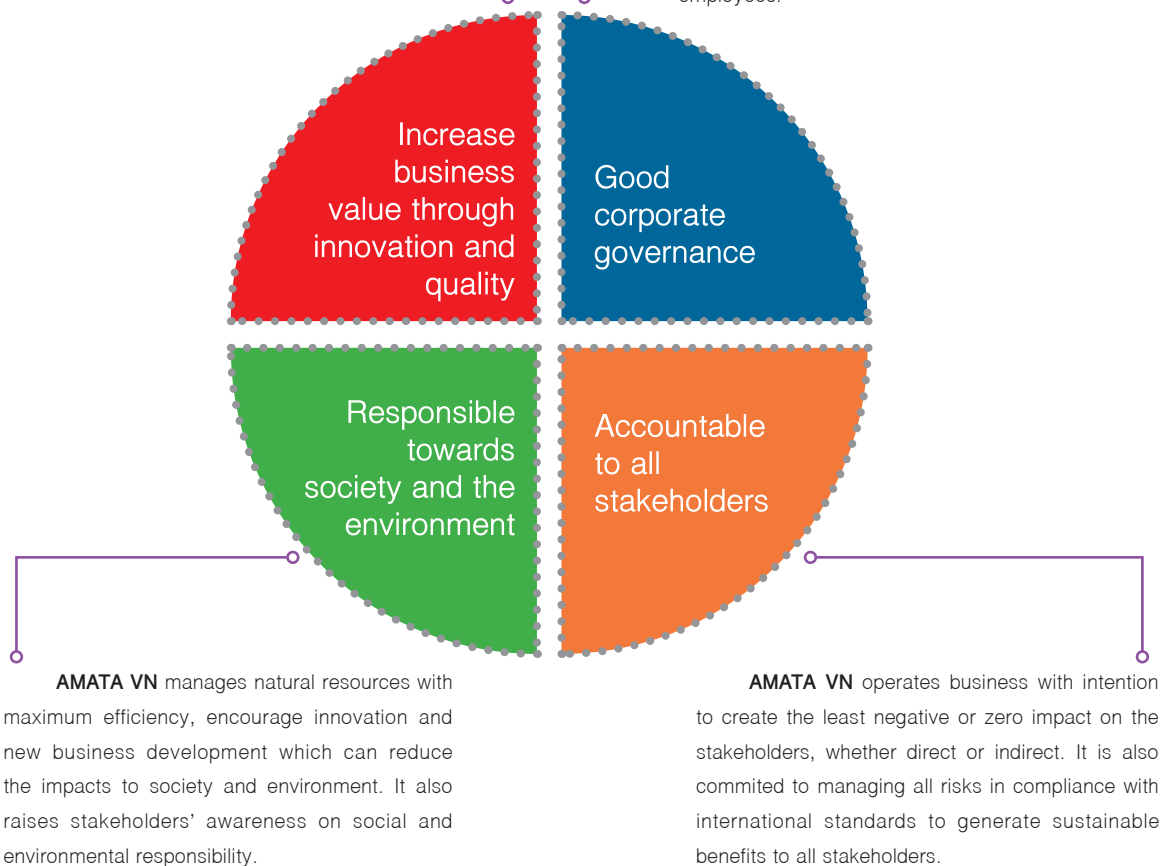 employees.
Increase
business
value through
innovation and
quality
Good
corporate
governance
Responsible
towards
society and the
environment
Accountable
to all
stakeholders
AMATA VN manages natural resources with
maximum efficiency, encourage innovation and
new business development which can reduce
the impacts to society and environment. It also
raises stakeholders’ awareness on social and
environmental responsibility.
AMATA VN operates business with intention
to create the least negative or zero impact on the
stakeholders, whether direct or indirect. It is also
commited to managing all risks in compliance with
international standards to generate sustainable
benefits to all stakeholders.